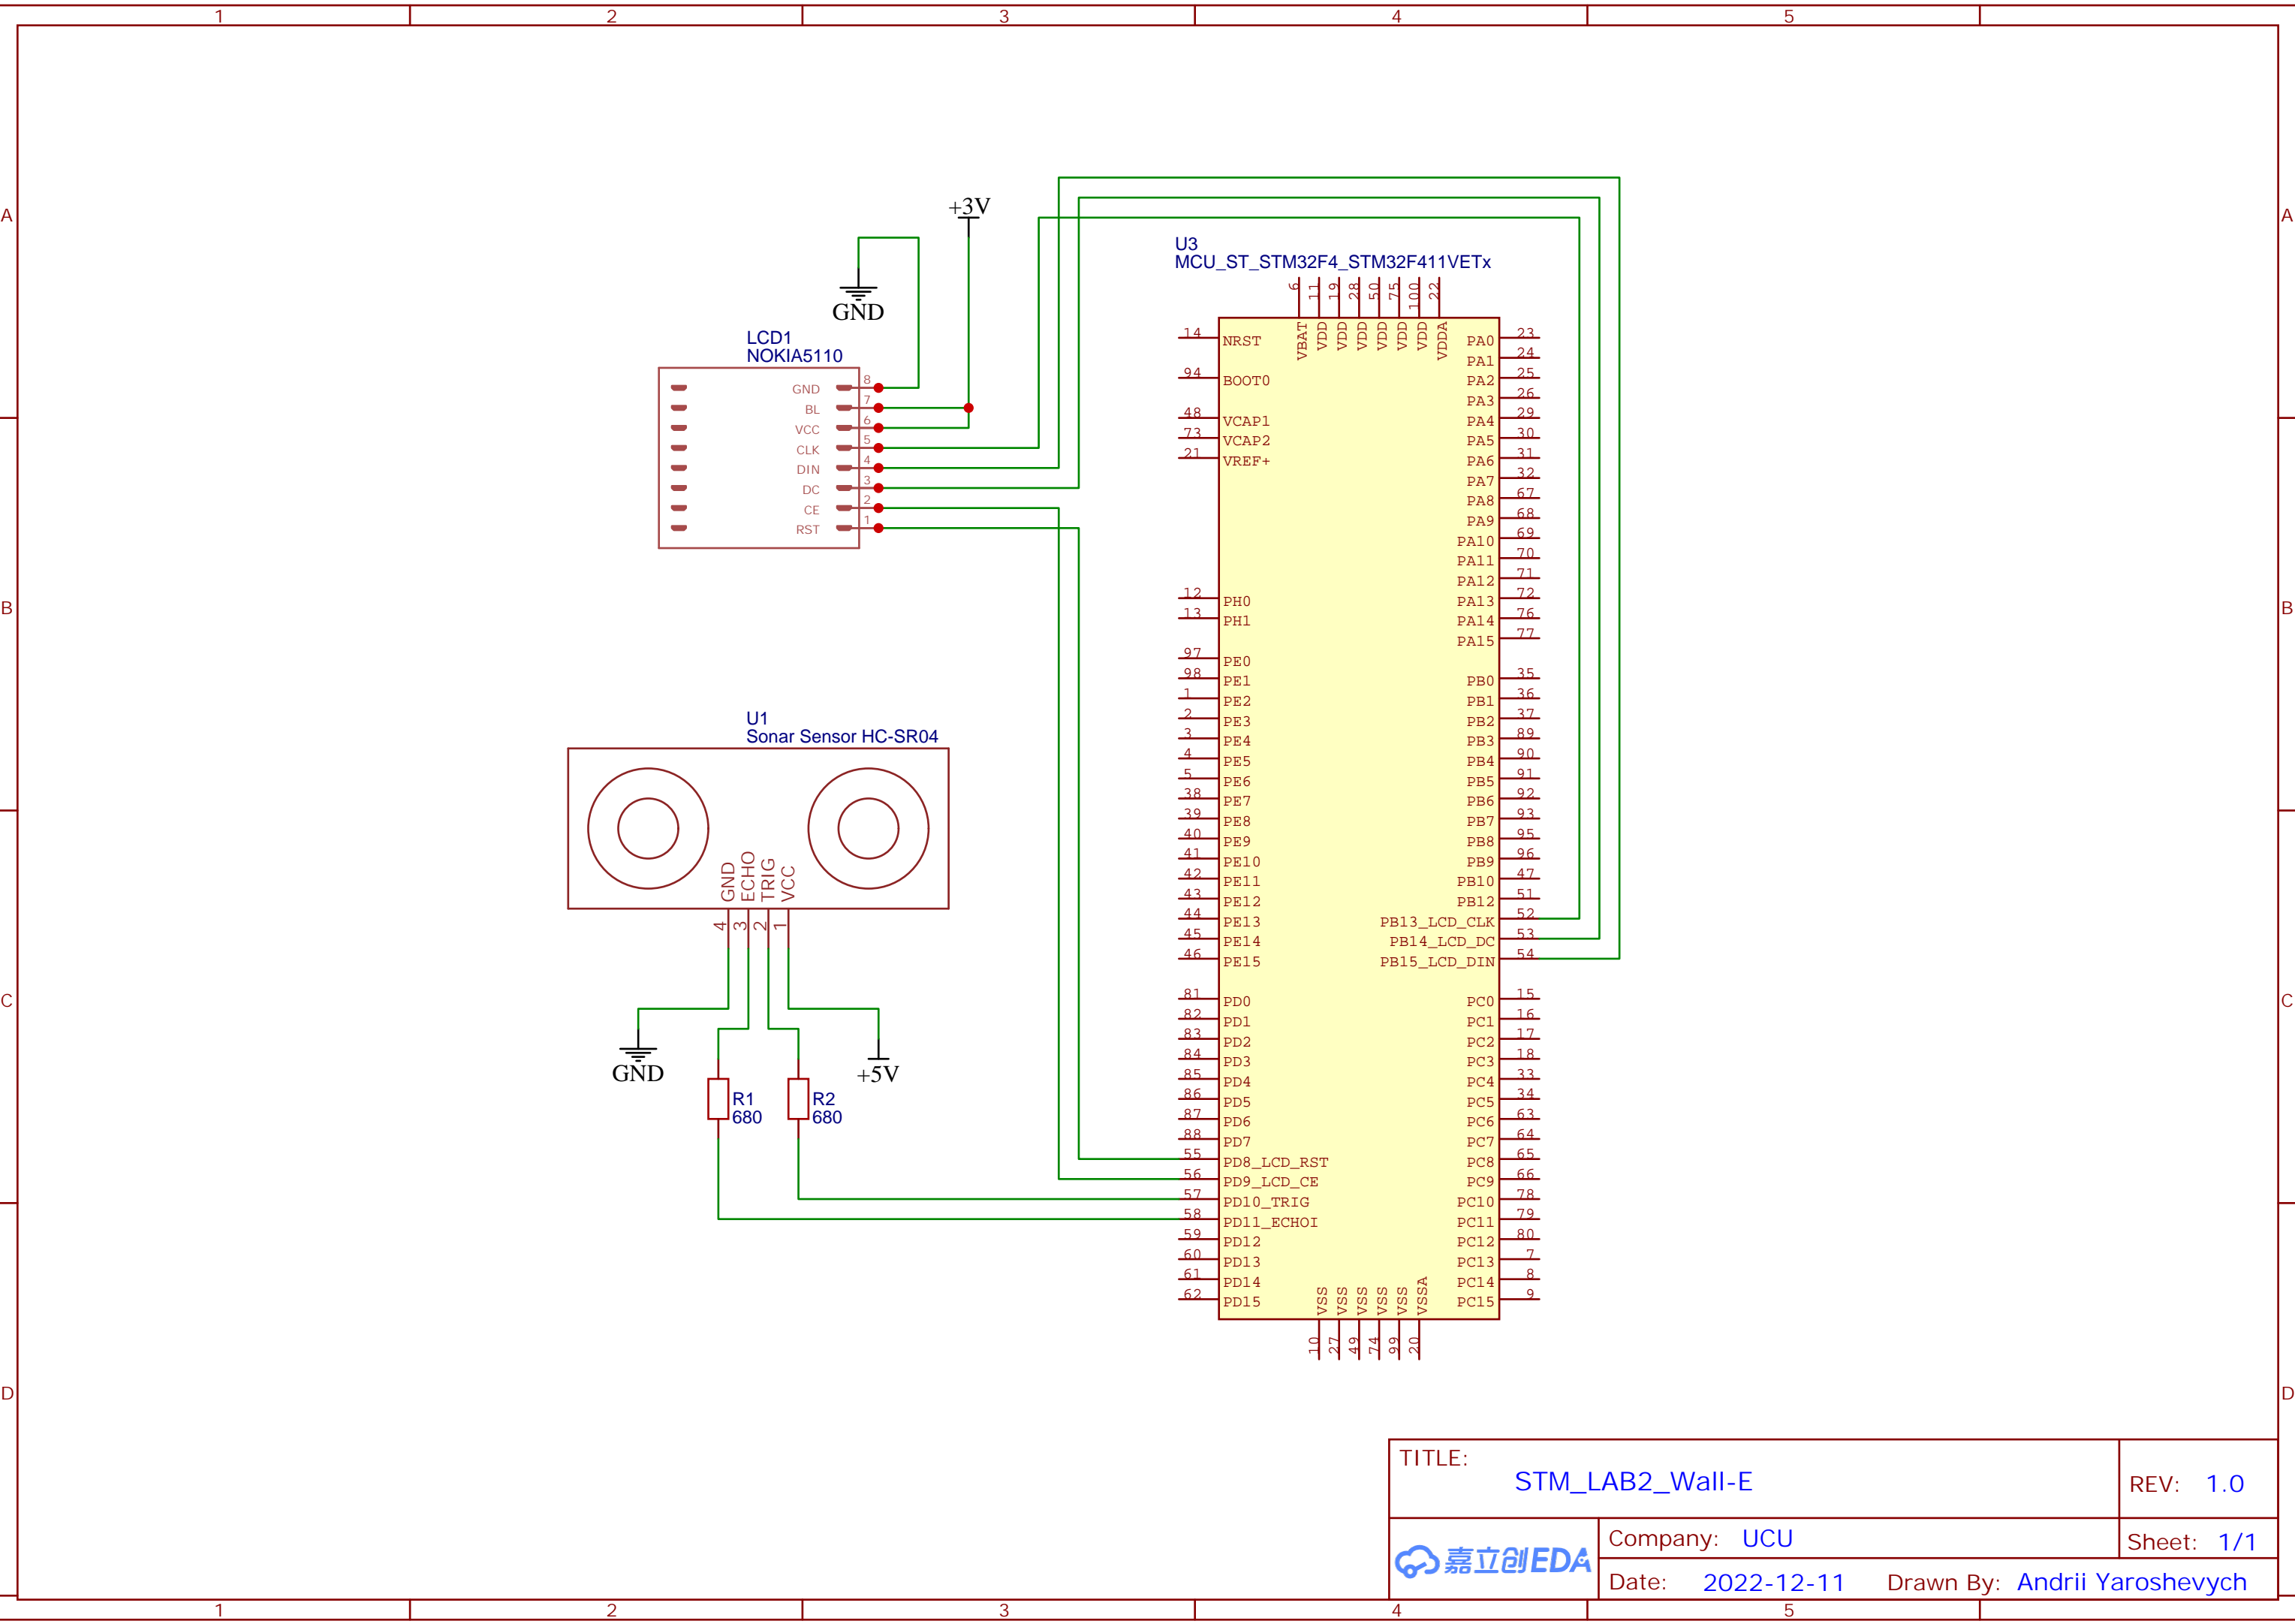 1 2 3 4 5
A A
B B
C C
D D
+3V
GND
LCD1
NOKIA5110
GND 8
BL 7
VCC 6
CLK 5
DIN 4
DC 3
CE 2
RST 1
U1
Sonar Sensor HC-SR04
GND ECHO TRIG VCC
4 3 2 1
GND
+5V
R1
680
R2
680
U3
MCU_ST_STM32F4_STM32F411VETx
6 11 19 28 50 75 100 22
VBAT VDD VDD VDD VDD VDD VDD VDDA
14 NRST
94 BOOT0
48 VCAP1
73 VCAP2
21 VREF+
12 PH0
13 PH1
97 PE0
98 PE1
1 PE2
2 PE3
3 PE4
4 PE5
5 PE6
38 PE7
39 PE8
40 PE9
41 PE10
42 PE11
43 PE12
44 PE13
45 PE14
46 PE15
81 PD0
82 PD1
83 PD2
84 PD3
85 PD4
86 PD5
87 PD6
88 PD7
55 PD8_LCD_RST
56 PD9_LCD_CE
57 PD10_TRIG
58 PD11_ECHOI
59 PD12
60 PD13
61 PD14
62 PD15
PA0 23
PA1 24
PA2 25
PA3 26
PA4 29
PA5 30
PA6 31
PA7 32
PA8 67
PA9 68
PA10 69
PA11 70
PA12 71
PA13 72
PA14 76
PA15 77
PB0 35
PB1 36
PB2 37
PB3 89
PB4 90
PB5 91
PB6 92
PB7 93
PB8 95
PB9 96
PB10 47
PB12 51
PB13_LCD_CLK 52
PB14_LCD_DC 53
PB15_LCD_DIN 54
PC0 15
PC1 16
PC2 17
PC3 18
PC4 33
PC5 34
PC6 63
PC7 64
PC8 65
PC9 66
PC10 78
PC11 79
PC12 80
PC13 7
PC14 8
PC15 9
VSS VSS VSS VSS VSS VSSA
10 27 49 74 99 20
TITLE:
STM_LAB2_Wall-E
REV: 1.0
嘉立创EDA
Company: UCU
Sheet: 1/1
Date: 2022-12-11 Drawn By: Andrii Yaroshevych
1 2 3 4 5